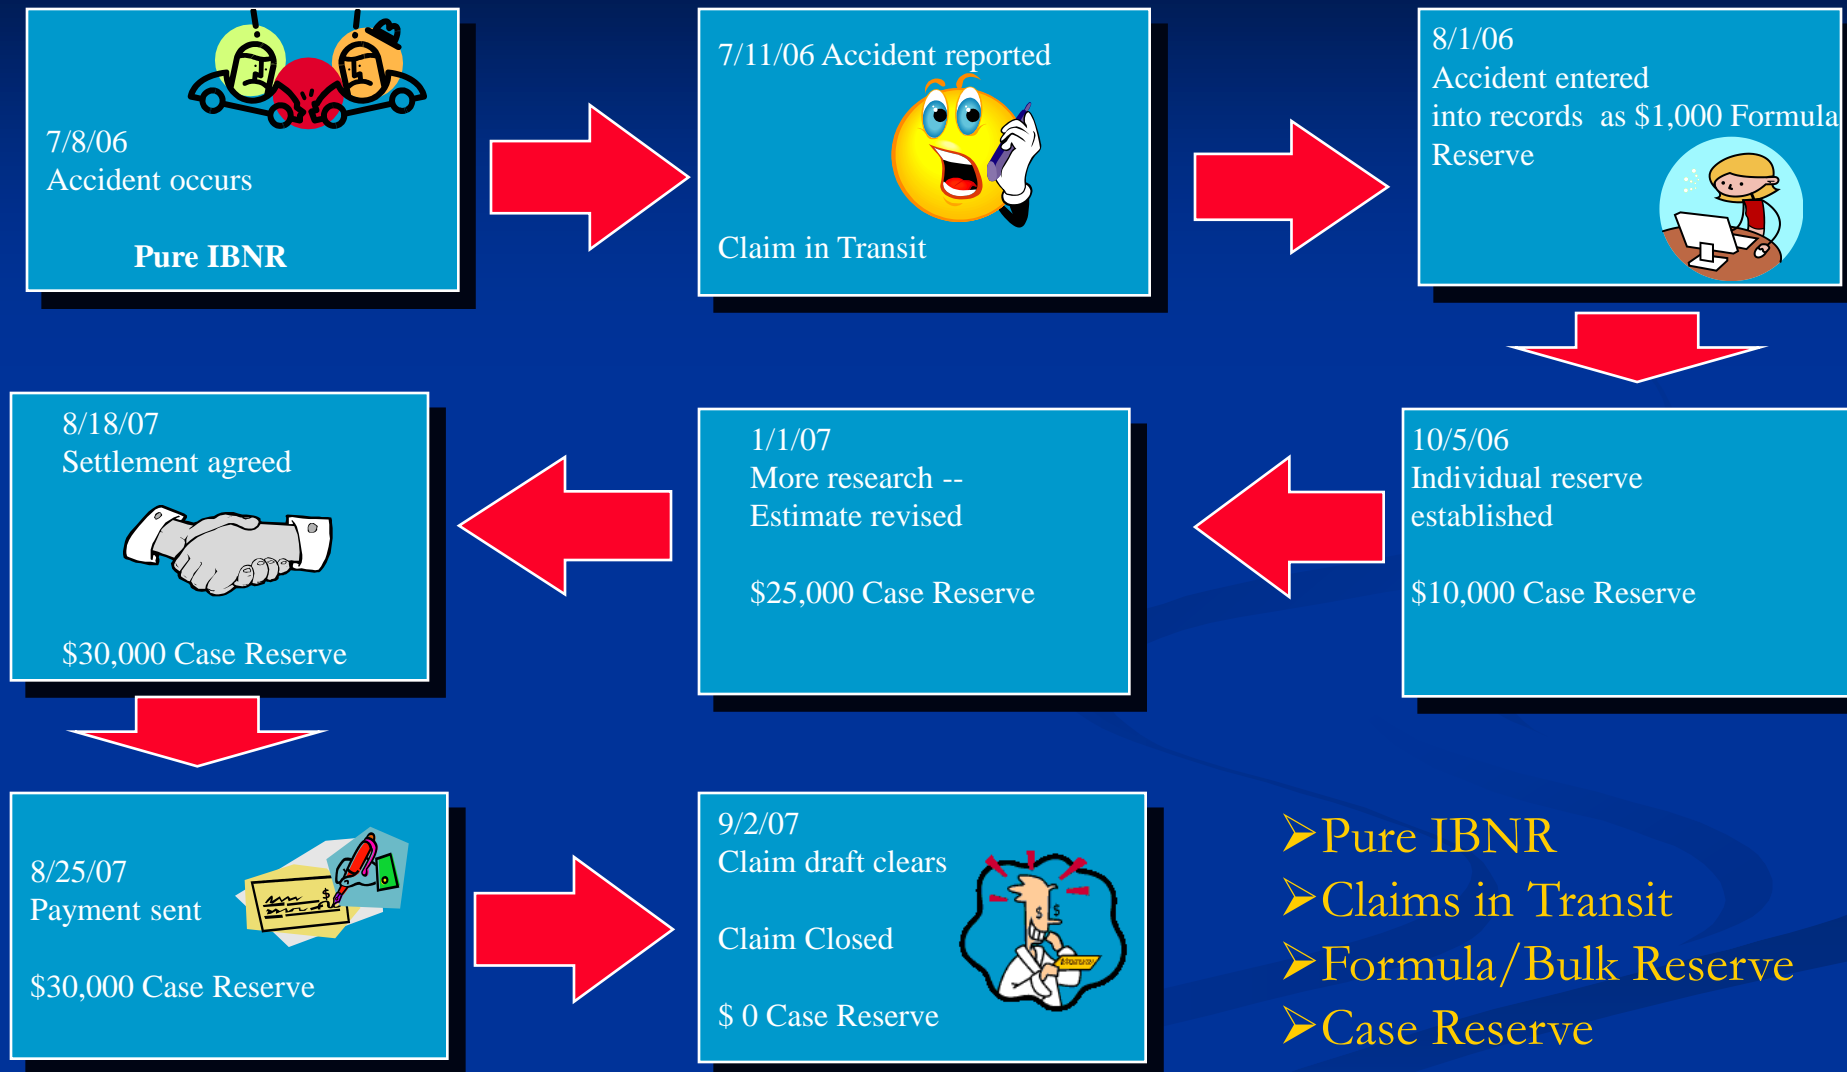 7/8/06
Accident occurs
Pure IBNR
7/11/06 Accident reported
Claim in Transit
8/1/06
Accident entered
into records as $1,000 Formula
Reserve
10/5/06
Individual reserve
established
$10,000 Case Reserve
1/1/07
More research --
Estimate revised
$25,000 Case Reserve
8/18/07
Settlement agreed
$30,000 Case Reserve
8/25/07
Payment sent
$30,000 Case Reserve
9/2/07
Claim draft clears
Claim Closed
$ 0 Case Reserve
➢Pure IBNR
➢Claims in Transit
➢Formula/Bulk Reserve
➢Case Reserve